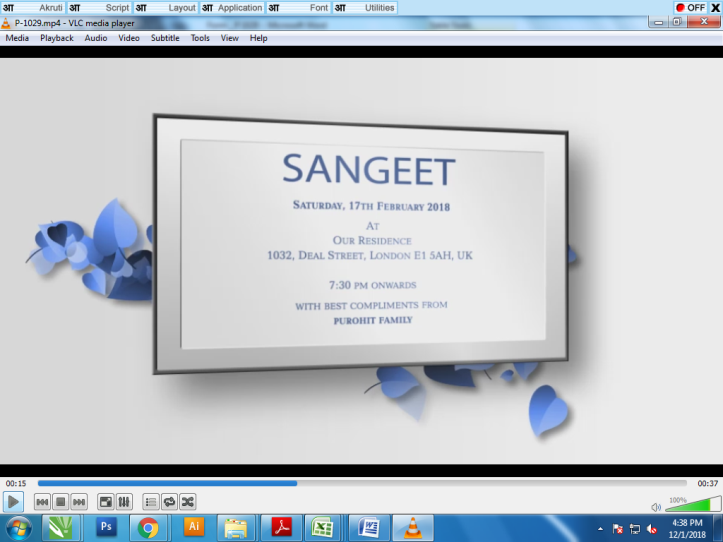 आ Akruti आ Script आ Layout आ Application आ Font आ Utilities OFF X
P-1029.mp4 - VLC media player
Media Playback Audio Video Subtitle Tools View Help
SANGEET
SATURDAY, 17TH FEBRUARY 2018
AT
OUR RESIDENCE
1032, DEAL STREET, LONDON E1 5AH, UK
7:30 PM ONWARDS
WITH BEST COMPLIMENTS FROM
PUROHIT FAMILY
00:15 00:37
100%
Ps Ai W
4:38 PM
12/1/2018